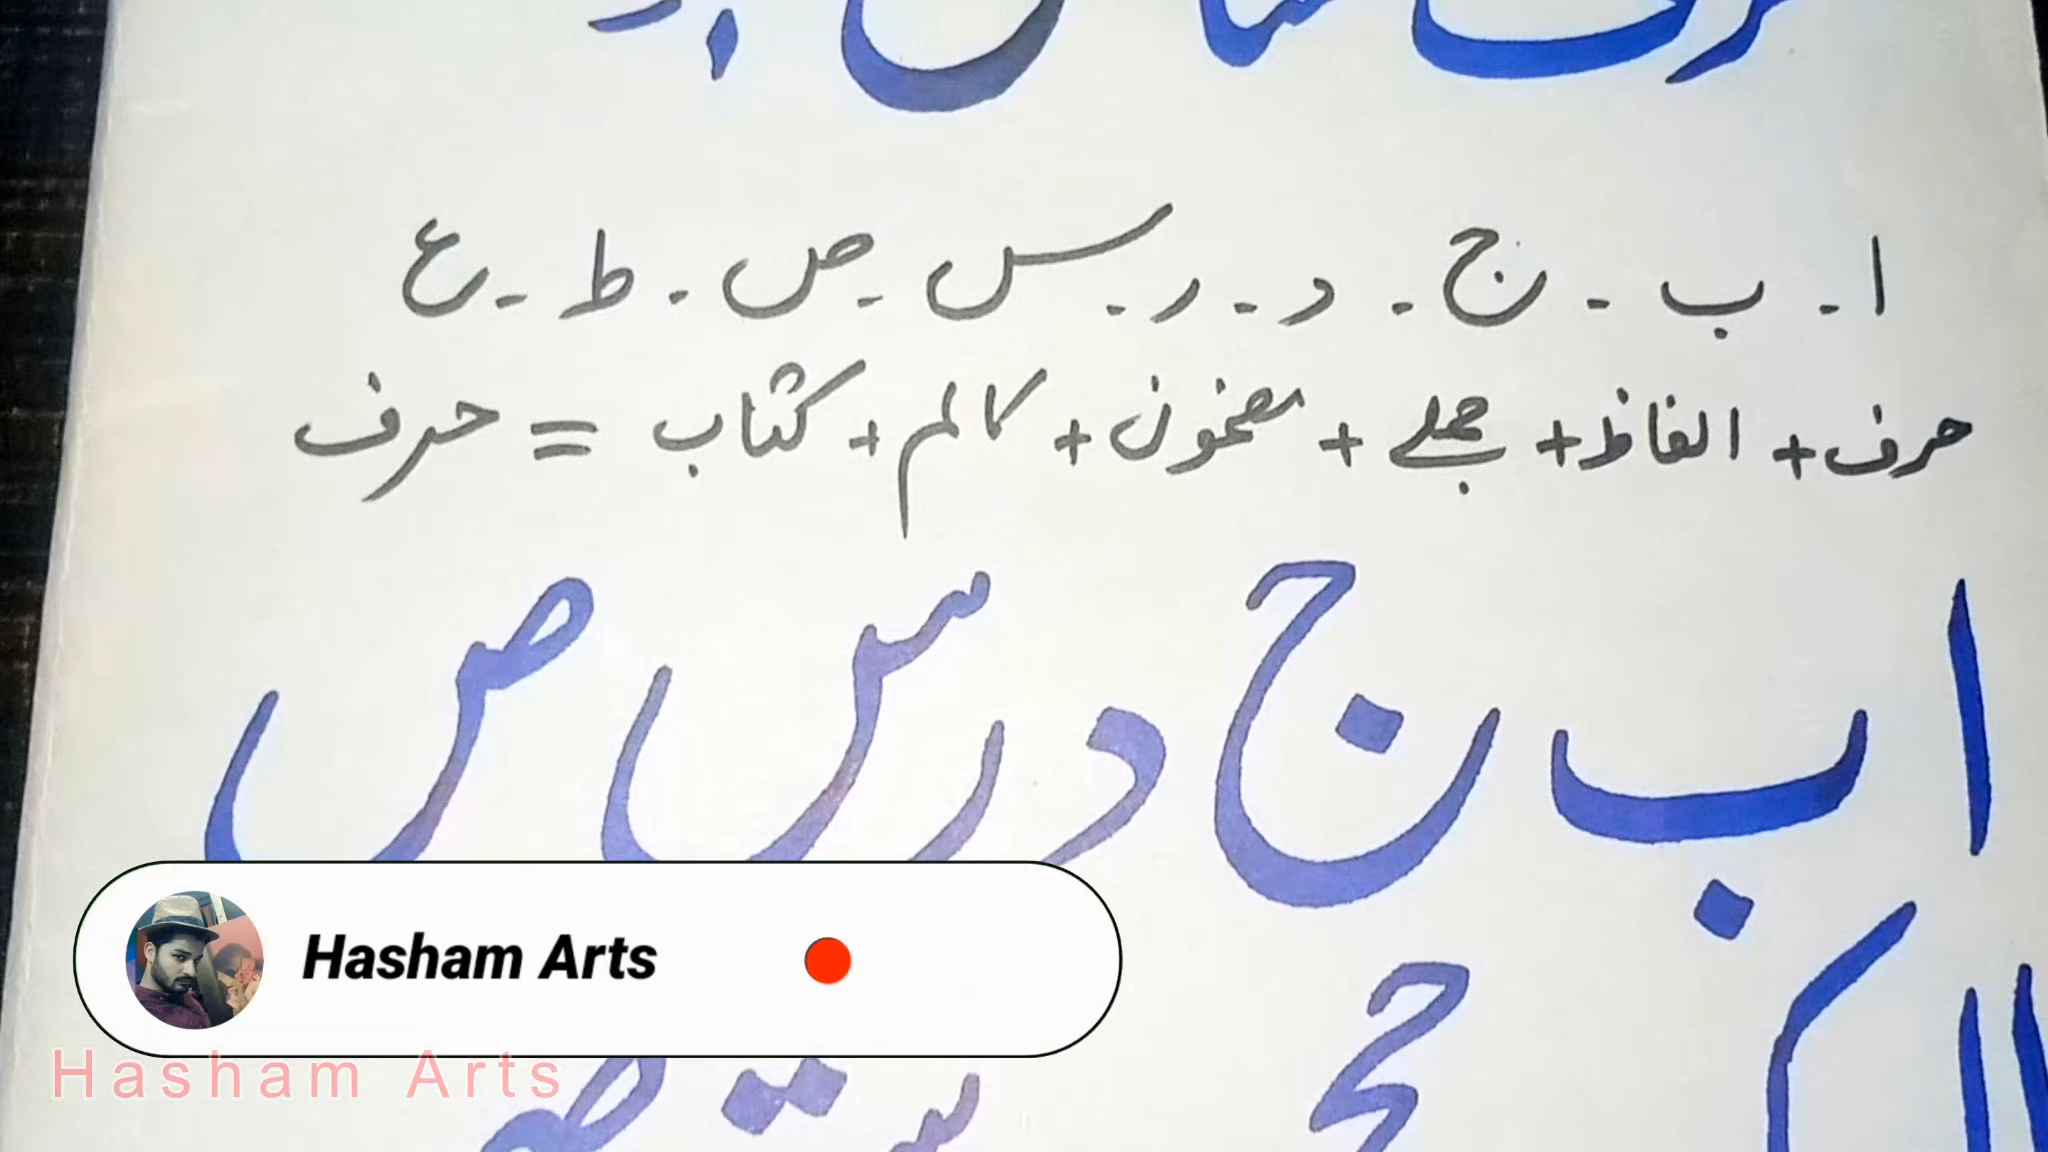 ا - ب - ج - د - ر - س ص - ط - ع
حرف + الفاظ + جملے + مضمون + کالم + کتاب = حرف
ا ب ج د ر س ص
Hasham Arts
Hasham Arts